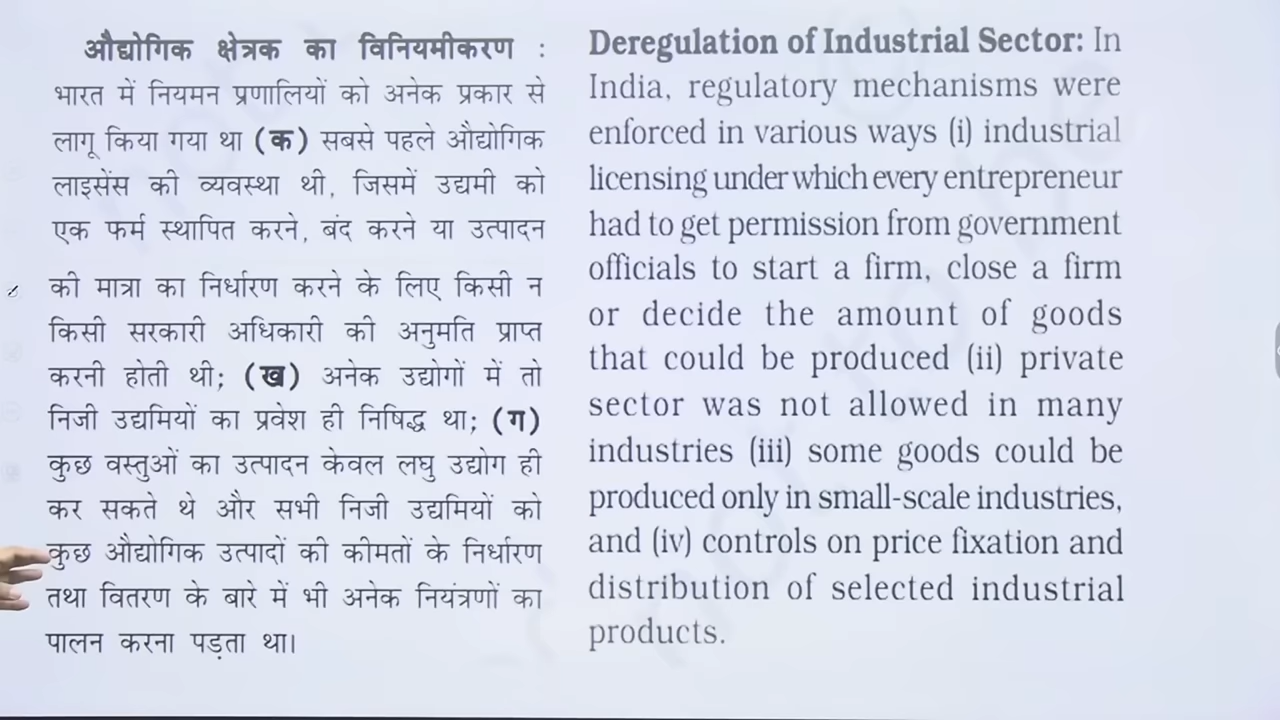 औद्योगिक क्षेत्रक का विनियमीकरण :
भारत में नियमन प्रणालियों को अनेक प्रकार से
लागू किया गया था (क) सबसे पहले औद्योगिक
लाइसेंस की व्यवस्था थी, जिसमें उद्यमी को
एक फर्म स्थापित करने, बंद करने या उत्पादन
की मात्रा का निर्धारण करने के लिए किसी न
किसी सरकारी अधिकारी की अनुमति प्राप्त
करनी होती थी; (ख) अनेक उद्योगों में तो
निजी उद्यमियों का प्रवेश ही निषिद्ध था; (ग)
कुछ वस्तुओं का उत्पादन केवल लघु उद्योग ही
कर सकते थे और सभी निजी उद्यमियों को
कुछ औद्योगिक उत्पादों की कीमतों के निर्धारण
तथा वितरण के बारे में भी अनेक नियंत्रणों का
पालन करना पड़ता था।
Deregulation of Industrial Sector: In
India, regulatory mechanisms were
enforced in various ways (i) industrial
licensing under which every entrepreneur
had to get permission from government
officials to start a firm, close a firm
or decide the amount of goods
that could be produced (ii) private
sector was not allowed in many
industries (iii) some goods could be
produced only in small-scale industries,
and (iv) controls on price fixation and
distribution of selected industrial
products.